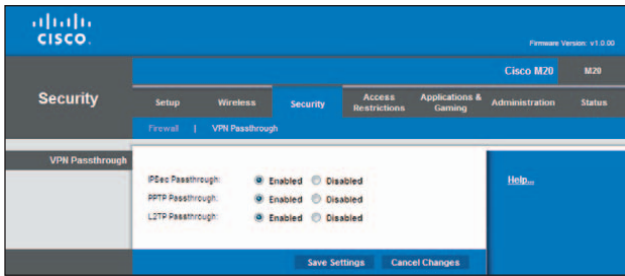 CISCO
Firmware Version: v1.0.00
Cisco M20 M20
Security
Setup Wireless Security Access Restrictions Applications & Gaming Administration Status
Firewall | VPN Passthrough
VPN Passthrough
IPSec Passthrough: Enabled Disabled
PPTP Passthrough: Enabled Disabled
L2TP Passthrough: Enabled Disabled
Help...
Save Settings Cancel Changes